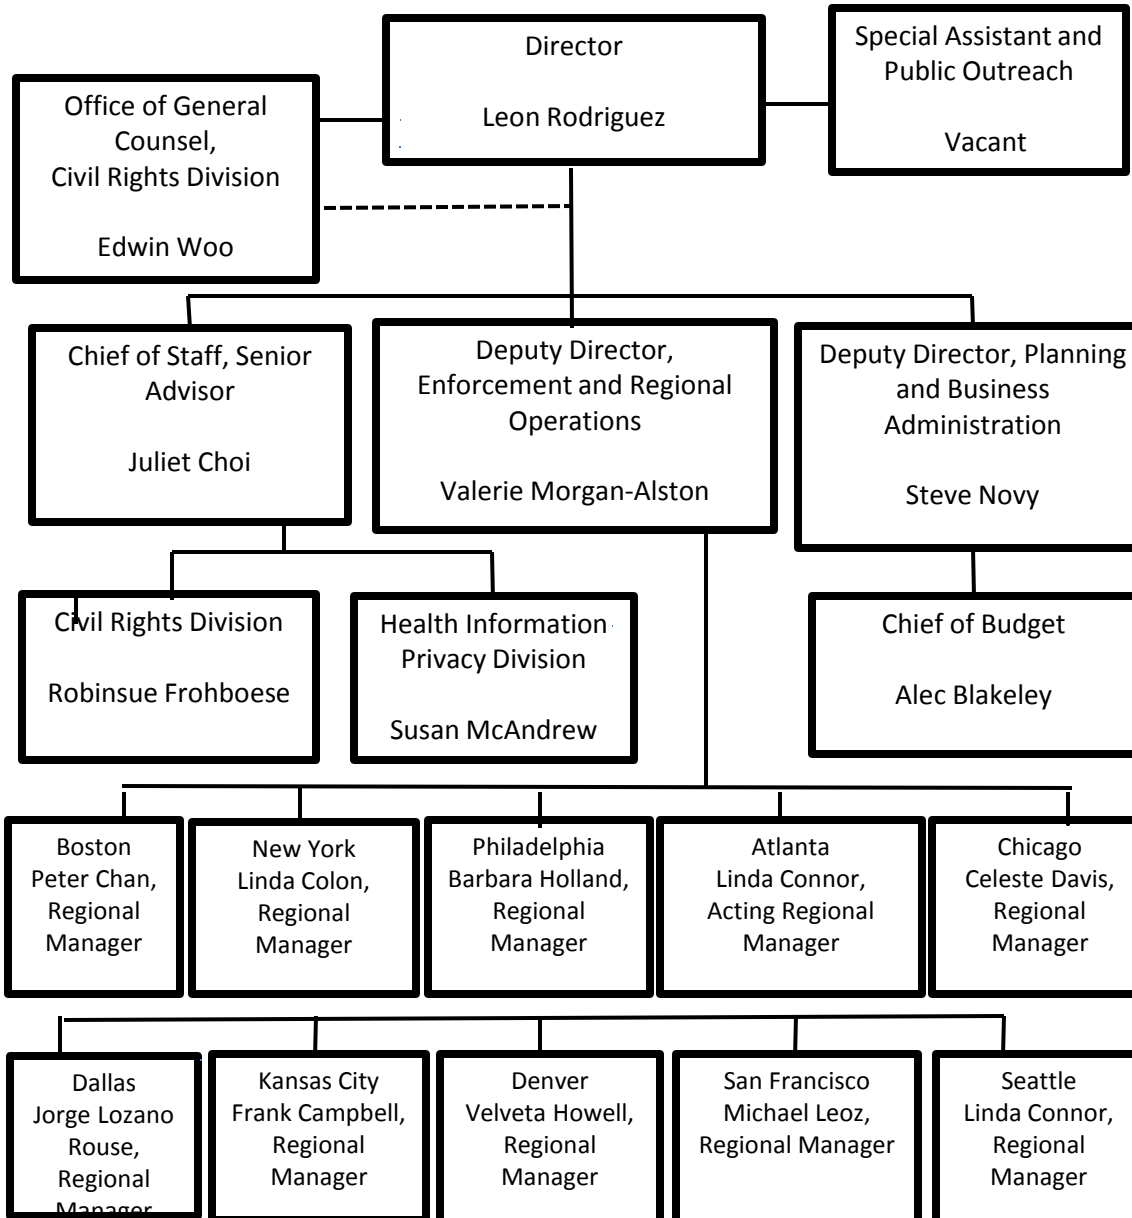 Director
Leon Rodriguez
Special Assistant and
Public Outreach
Vacant
Office of General
Counsel,
Civil Rights Division
Edwin Woo
Chief of Staff, Senior
Advisor
Juliet Choi
Deputy Director,
Enforcement and Regional
Operations
Valerie Morgan-Alston
Deputy Director, Planning
and Business
Administration
Steve Novy
Civil Rights Division
Robinsue Frohboese
Health Information
Privacy Division
Susan McAndrew
Chief of Budget
Alec Blakeley
Boston
Peter Chan,
Regional
Manager
New York
Linda Colon,
Regional
Manager
Philadelphia
Barbara Holland,
Regional
Manager
Atlanta
Linda Connor,
Acting Regional
Manager
Chicago
Celeste Davis,
Regional
Manager
Dallas
Jorge Lozano
Rouse,
Regional
Manager
Kansas City
Frank Campbell,
Regional
Manager
Denver
Velveta Howell,
Regional
Manager
San Francisco
Michael Leoz,
Regional Manager
Seattle
Linda Connor,
Regional
Manager